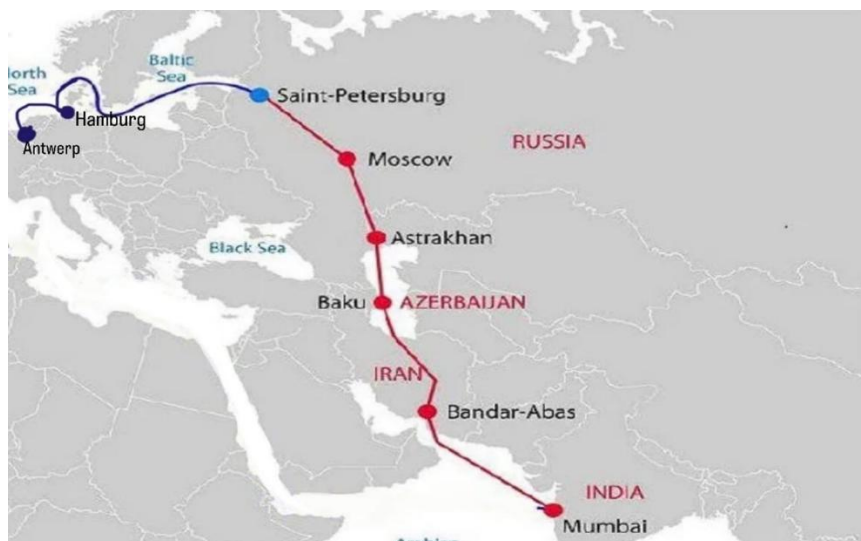 Baltic
Sea
North
Sea
Saint-Petersburg
Hamburg
Antwerp
RUSSIA
Moscow
Astrakhan
Black Sea
Baku
AZERBAIJAN
IRAN
Bandar-Abas
INDIA
Mumbai